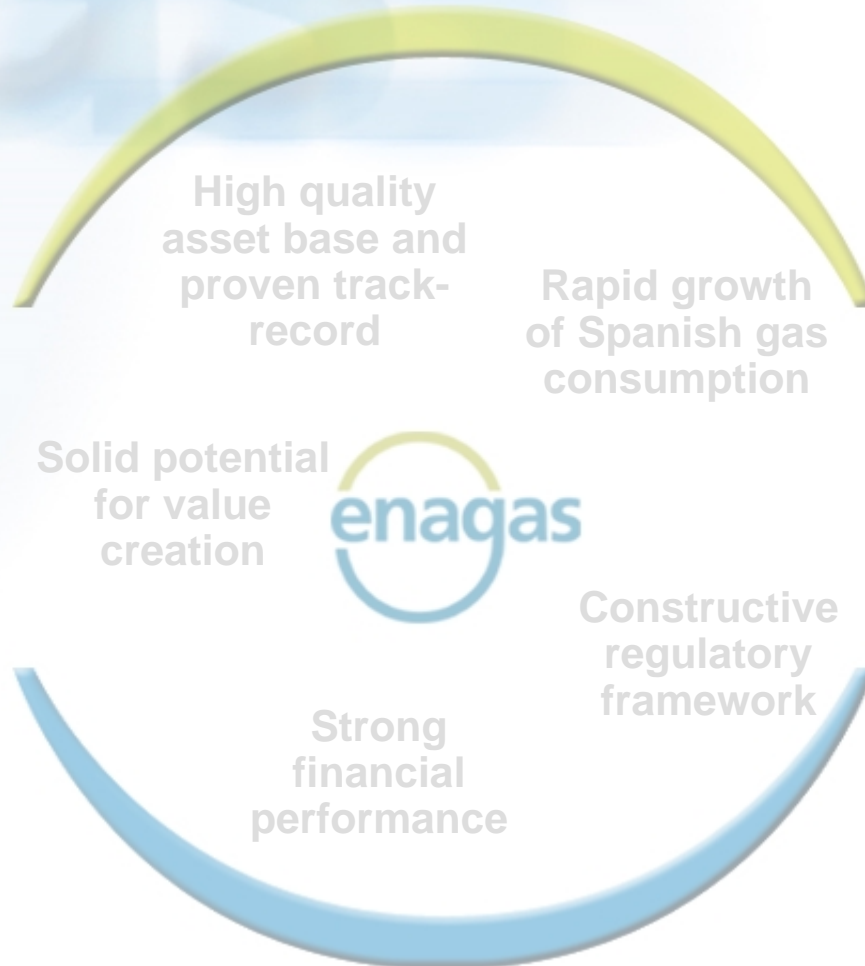 High quality
asset base and
proven track-
record
Rapid growth
of Spanish gas
consumption
Solid potential
for value
creation
enagas
Constructive
regulatory
framework
Strong
financial
performance